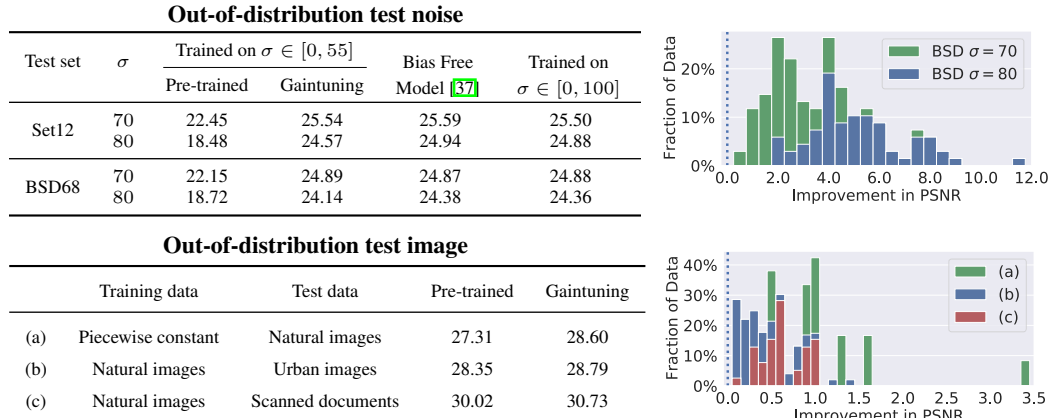 Out-of-distribution test noise
Test set σ Trained on σ ∈ [0, 55] Bias Free Model [37] Trained on σ ∈ [0, 100]
Pre-trained Gaintuning
Set12 70 22.45 25.54 25.59 25.50
80 18.48 24.57 24.94 24.88
BSD68 70 22.15 24.89 24.87 24.88
80 18.72 24.14 24.38 24.36
Fraction of Data
20%
10%
0%
BSD σ = 70
BSD σ = 80
0.0 2.0 4.0 6.0 8.0 10.0 12.0
Improvement in PSNR
Out-of-distribution test image
Training data Test data Pre-trained Gaintuning
(a) Piecewise constant Natural images 27.31 28.60
(b) Natural images Urban images 28.35 28.79
(c) Natural images Scanned documents 30.02 30.73
Fraction of Data
40%
30%
20%
10%
0%
(a)
(b)
(c)
0.0 0.5 1.0 1.5 2.0 2.5 3.0 3.5
Improvement in PSNR